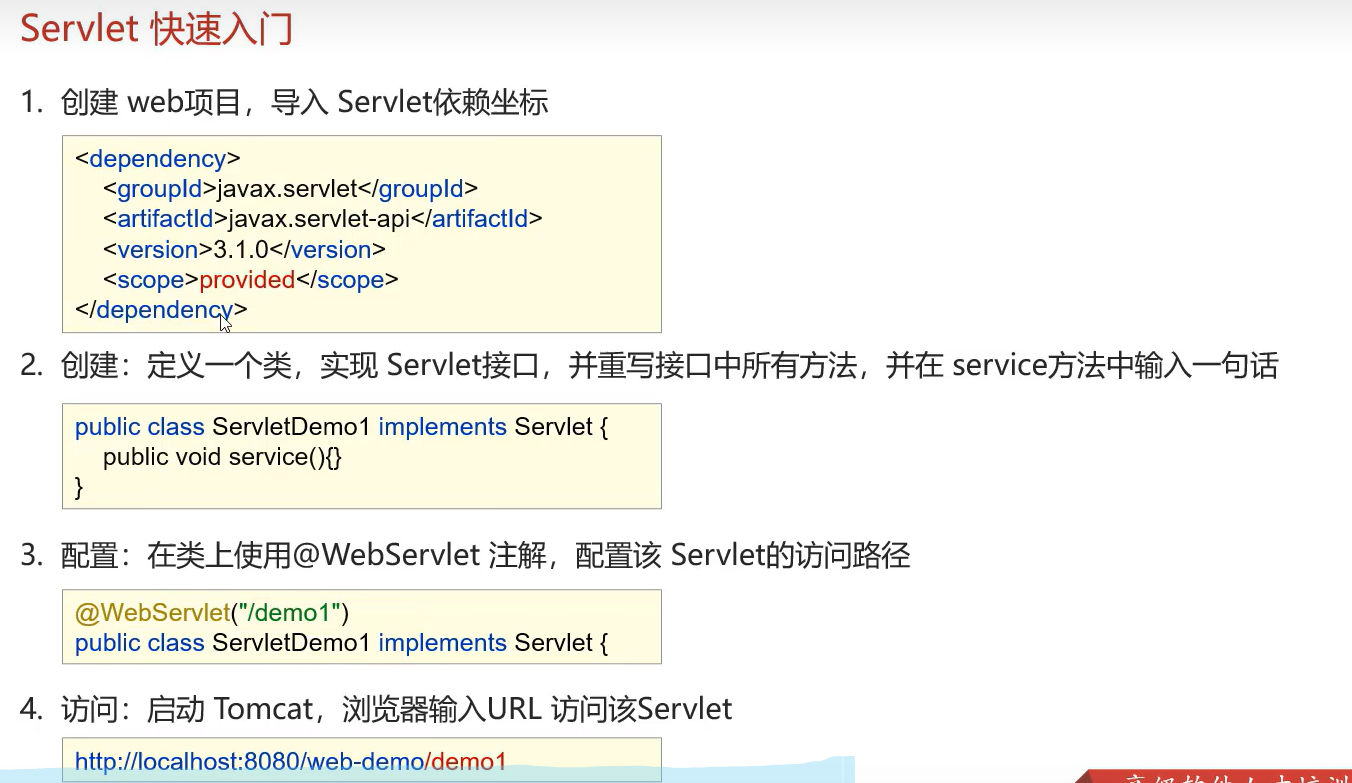 Servlet 快速入门
1. 创建 web项目，导入 Servlet依赖坐标
<dependency>
<groupId>javax.servlet</groupId>
<artifactId>javax.servlet-api</artifactId>
<version>3.1.0</version>
<scope>provided</scope>
</dependency>
2. 创建：定义一个类，实现 Servlet接口，并重写接口中所有方法，并在 service方法中输入一句话
public class ServletDemo1 implements Servlet {
public void service(){}
}
3. 配置：在类上使用@WebServlet 注解，配置该 Servlet的访问路径
@WebServlet("/demo1")
public class ServletDemo1 implements Servlet {
4. 访问：启动 Tomcat，浏览器输入URL 访问该Servlet
http://localhost:8080/web-demo/demo1